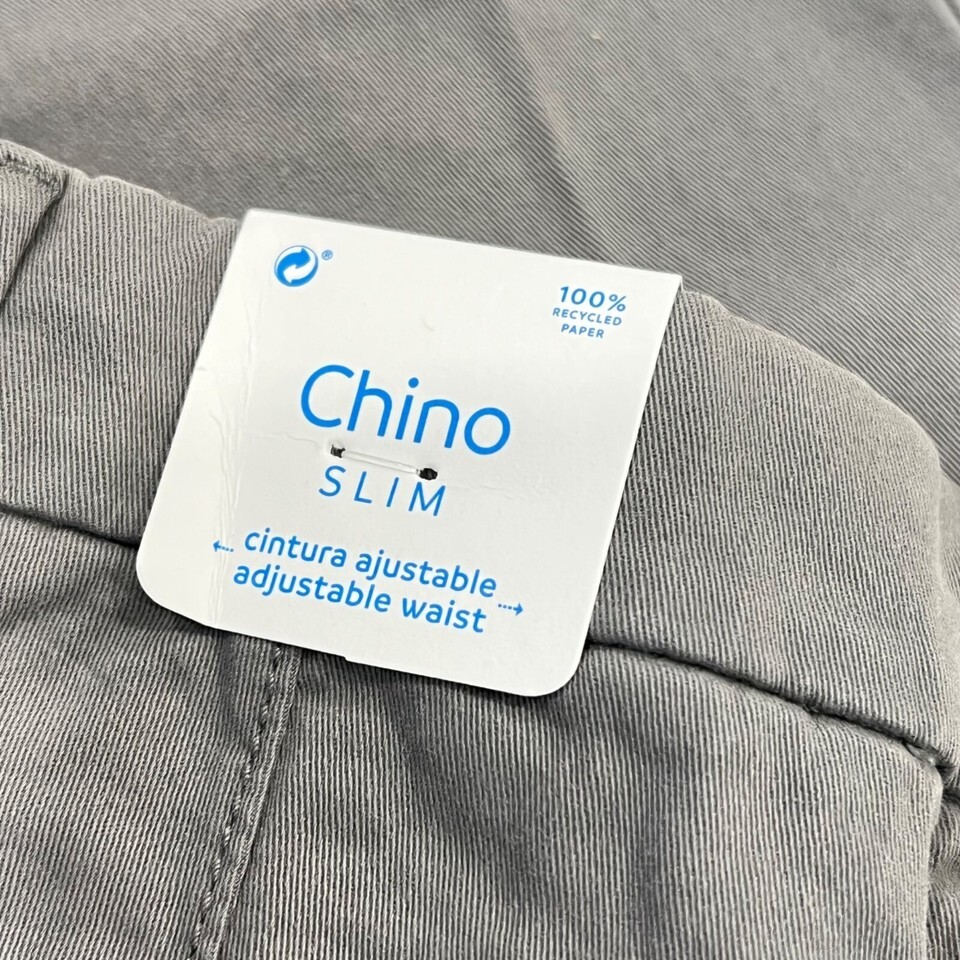 ®
100%
RECYCLED
PAPER
Chino
SLIM
cintura ajustable
adjustable waist